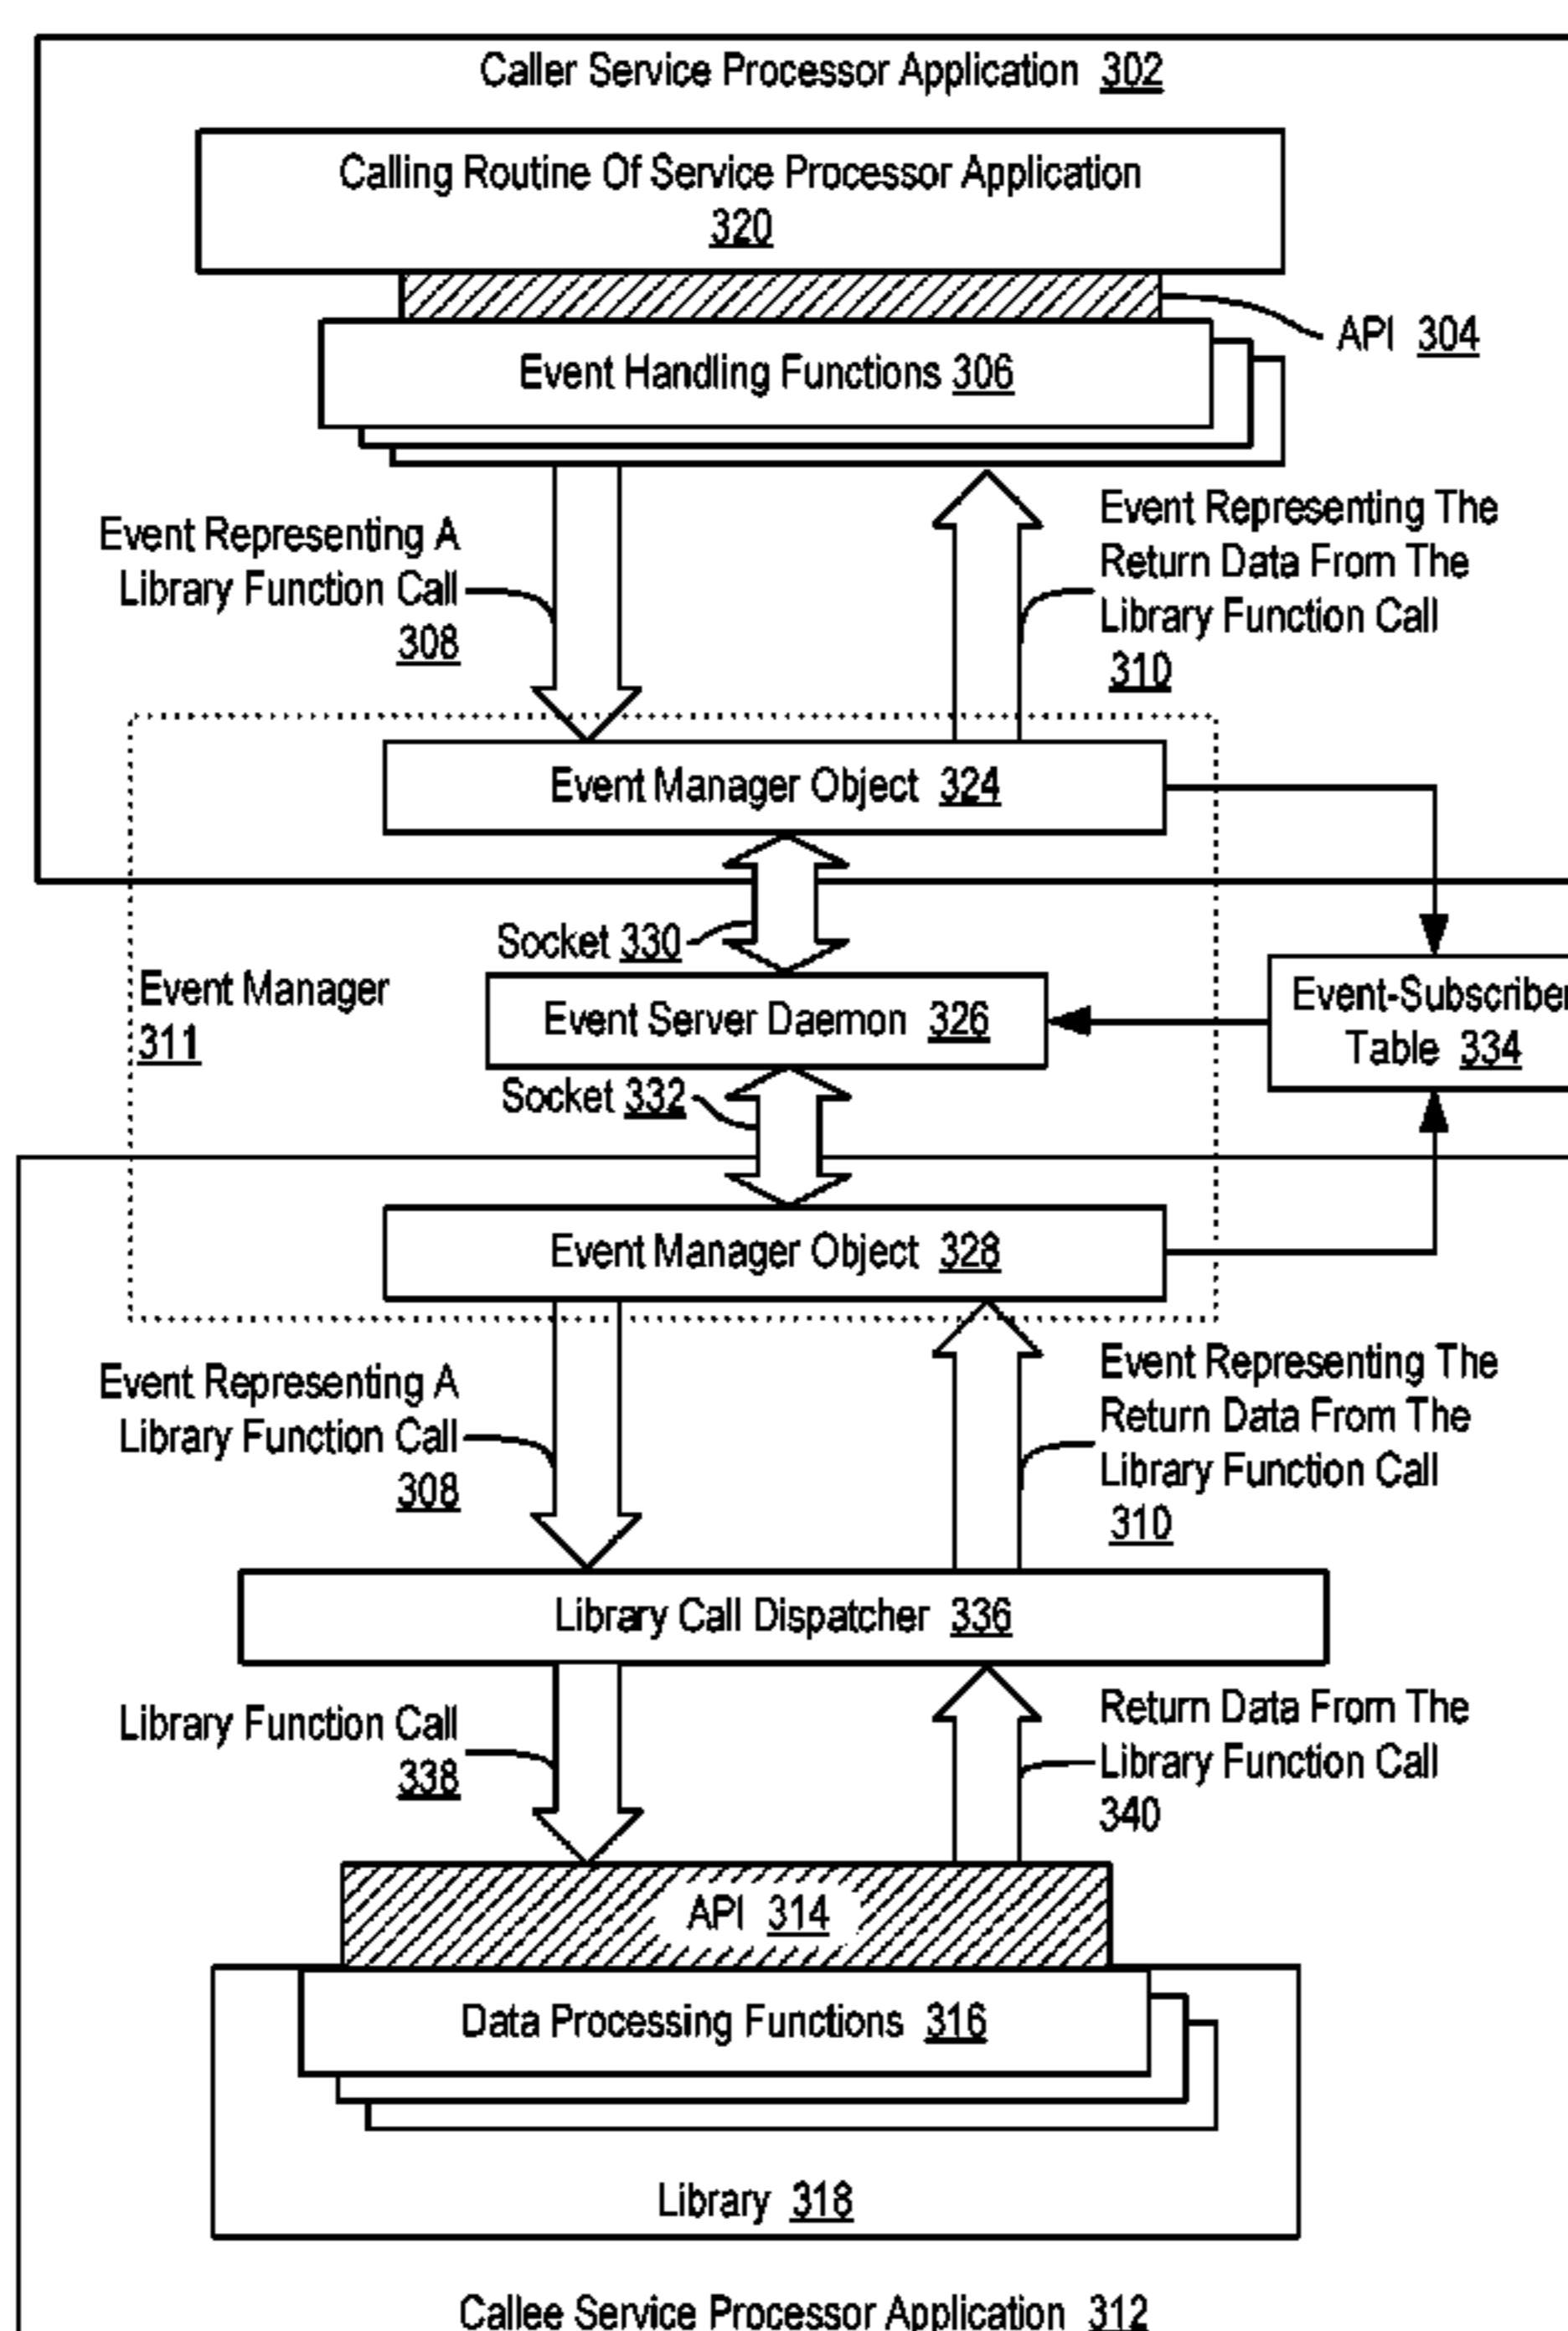 Caller Service Processor Application 302
Calling Routine Of Service Processor Application
320
API 304
Event Handling Functions 306
Event Representing A
Library Function Call
308
Event Representing The
Return Data From The
Library Function Call
310
Event Manager Object 324
Socket 330
Event Manager
311
Event Server Daemon 326
Event-Subscriber
Table 334
Socket 332
Event Manager Object 328
Event Representing A
Library Function Call
308
Event Representing The
Return Data From The
Library Function Call
310
Library Call Dispatcher 336
Library Function Call
338
Return Data From The
Library Function Call
340
API 314
Data Processing Functions 316
Library 318
Callee Service Processor Application 312